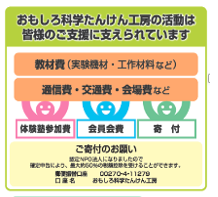 おもしろ科学たんけん工房の活動は
皆様のご支援に支えられています
教材費（実験機材・工作材料など）
通信費・交通費・会場費など
体験塾参加費 会員会費 寄付
ご寄付のお願い
認定NPO法人になりましたので
確定申告により、最大約50%の税額控除を受けることができます。
郵便振替口座 00270-4-11279
口座名 おもしろ科学たんけん工房